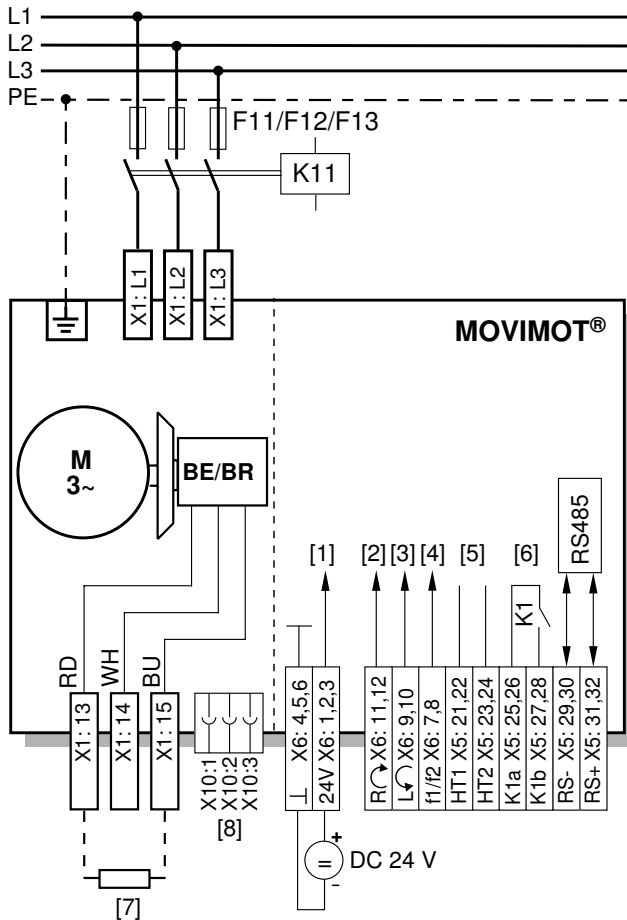 L1
L2
L3
PE
F11/F12/F13
K11
X1: L1
X1: L2
X1: L3
MOVIMOT®
M
3~
BE/BR
RS485
[1]
[2]
[3]
[4]
[5]
[6]
K1
RD
WH
BU
X1: 13
X1: 14
X1: 15
X10:1
X10:2
X10:3
[8]
⊥ X6: 4,5,6
24V X6: 1,2,3
R X6: 11,12
L X6: 9,10
f1/f2 X6: 7,8
HT1 X5: 21,22
HT2 X5: 23,24
K1a X5: 25,26
K1b X5: 27,28
RS- X5: 29,30
RS+ X5: 31,32
+
=
-
DC 24 V
[7]